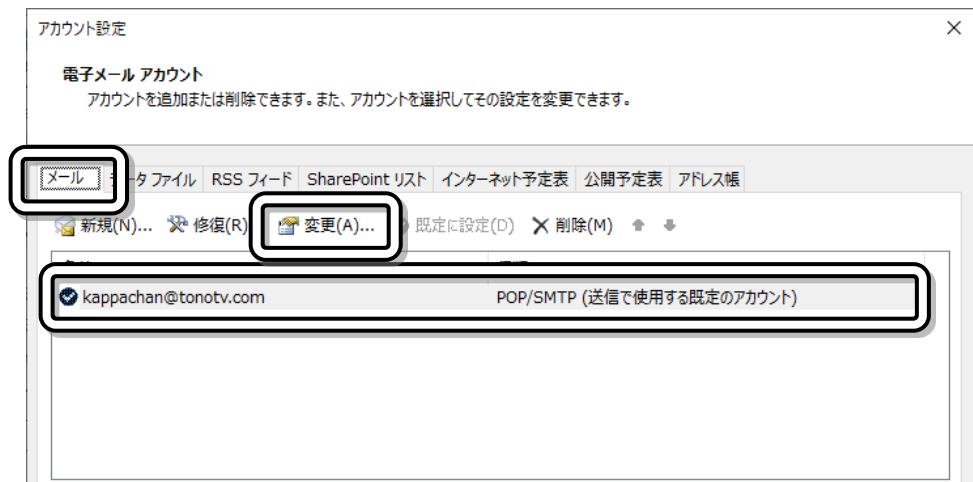 アカウント設定
電子メール アカウント
アカウントを追加または削除できます。また、アカウントを選択してその設定を変更できます。
メール データ ファイル RSS フィード SharePoint リスト インターネット予定表 公開予定表 アドレス帳
新規(N)... 修復(R) 変更(A)... 既定に設定(D) 削除(M)
kappachan@tonotv.com POP/SMTP (送信で使用する既定のアカウント)